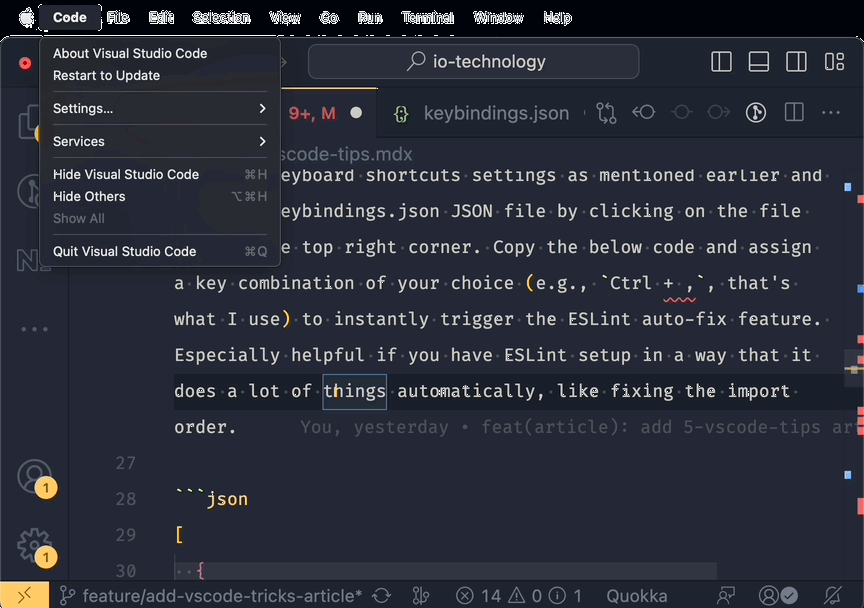 Code File Edit Selection View Go Run Terminal Window Help
About Visual Studio Code
Restart to Update
Settings...
Services
Hide Visual Studio Code ⌘H
Hide Others ⌥⌘H
Show All
Quit Visual Studio Code ⌘Q
io-technology
9+, M
keybindings.json
scode-tips.mdx
eyboard shortcuts settings as mentioned earlier and
eybindings.json JSON file by clicking on the file
e top right corner. Copy the below code and assign
a key combination of your choice (e.g., `Ctrl + ,`, that's
what I use) to instantly trigger the ESLint auto-fix feature.
Especially helpful if you have ESLint setup in a way that it
does a lot of things automatically, like fixing the import
order. You, yesterday • feat(article): add 5-vscode-tips ar
27
28 ```json
29 [
30 {
1
1
feature/add-vscode-tricks-article* 14 0 1 Quokka